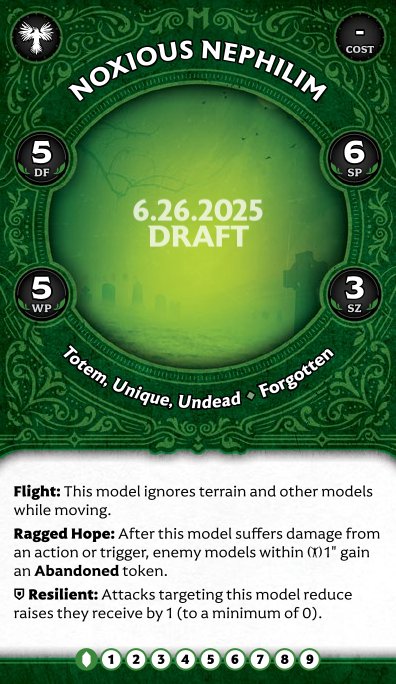 -
COST
NOXIOUS NEPHILIM
5
DF
6
SP
6.26.2025
DRAFT
5
WP
3
SZ
Totem, Unique, Undead ◆ Forgotten
Flight: This model ignores terrain and other models
while moving.
Ragged Hope: After this model suffers damage from
an action or trigger, enemy models within 1" gain
an Abandoned token.
Resilient: Attacks targeting this model reduce
raises they receive by 1 (to a minimum of 0).
1 2 3 4 5 6 7 8 9